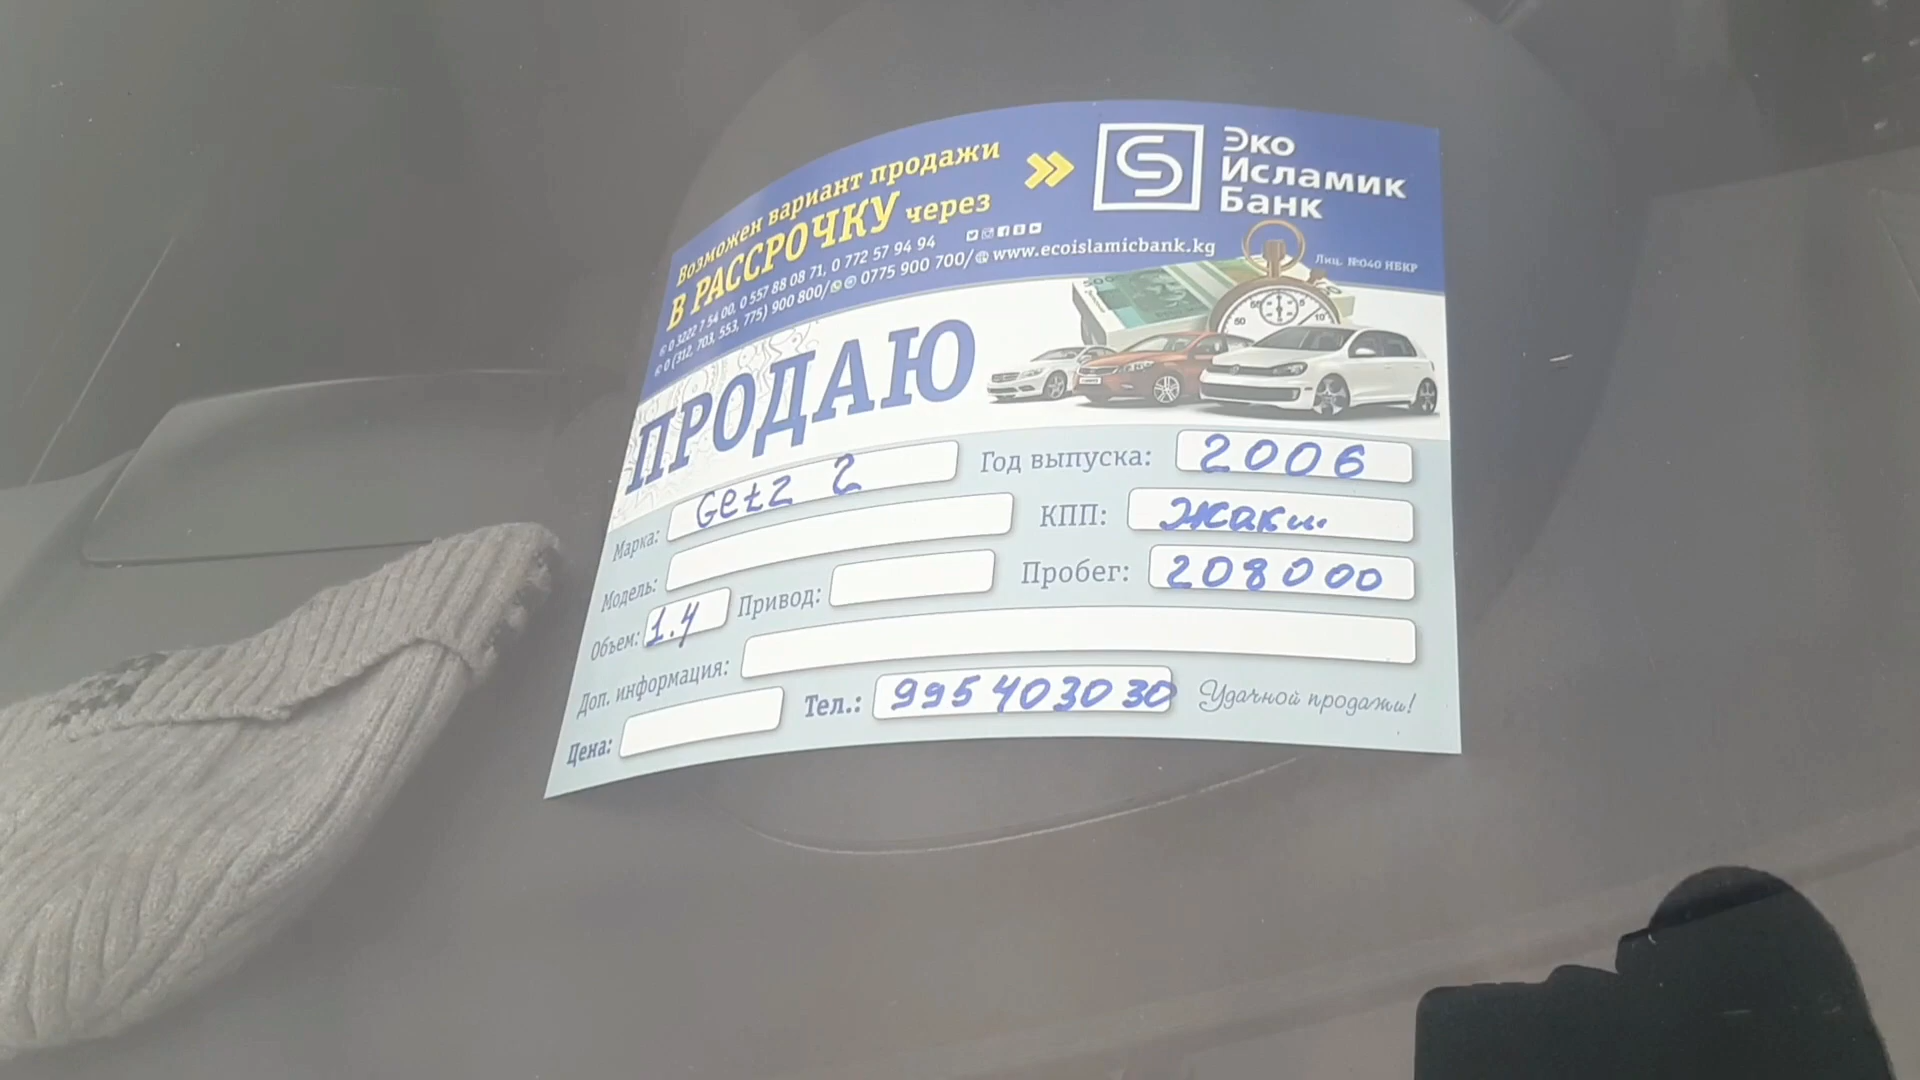 Возможен вариант продажи
В РАССРОЧКУ через
0 3222 7 54 00, 0 557 88 08 71, 0 772 57 94 94
0 (312, 703, 553, 775) 900 800/ 0775 900 700/ www.ecoislamicbank.kg
Эко
Исламик
Банк
Лиц. №040 НБКР
ПРОДАЮ
Марка: Getz 2
Год выпуска: 2006
Модель:
КПП: Жакш..
Объем: 1.4 Привод:
Пробег: 208000
Доп. информация:
Цена:
Тел.: 995 403030
Удачной продажи!